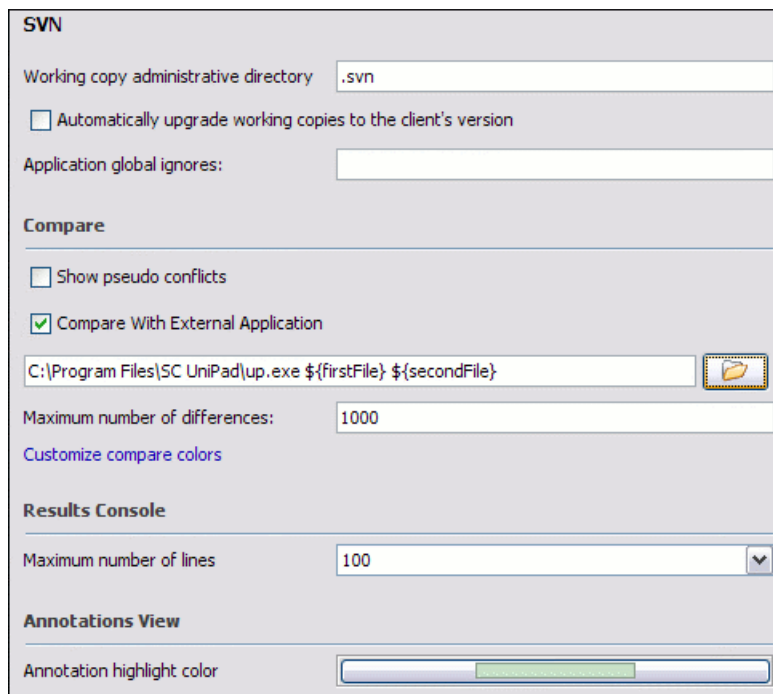 SVN
Working copy administrative directory .svn
Automatically upgrade working copies to the client's version
Application global ignores:
Compare
Show pseudo conflicts
Compare With External Application
C:\Program Files\SC UniPad\up.exe ${firstFile} ${secondFile}
Maximum number of differences: 1000
Customize compare colors
Results Console
Maximum number of lines 100
Annotations View
Annotation highlight color